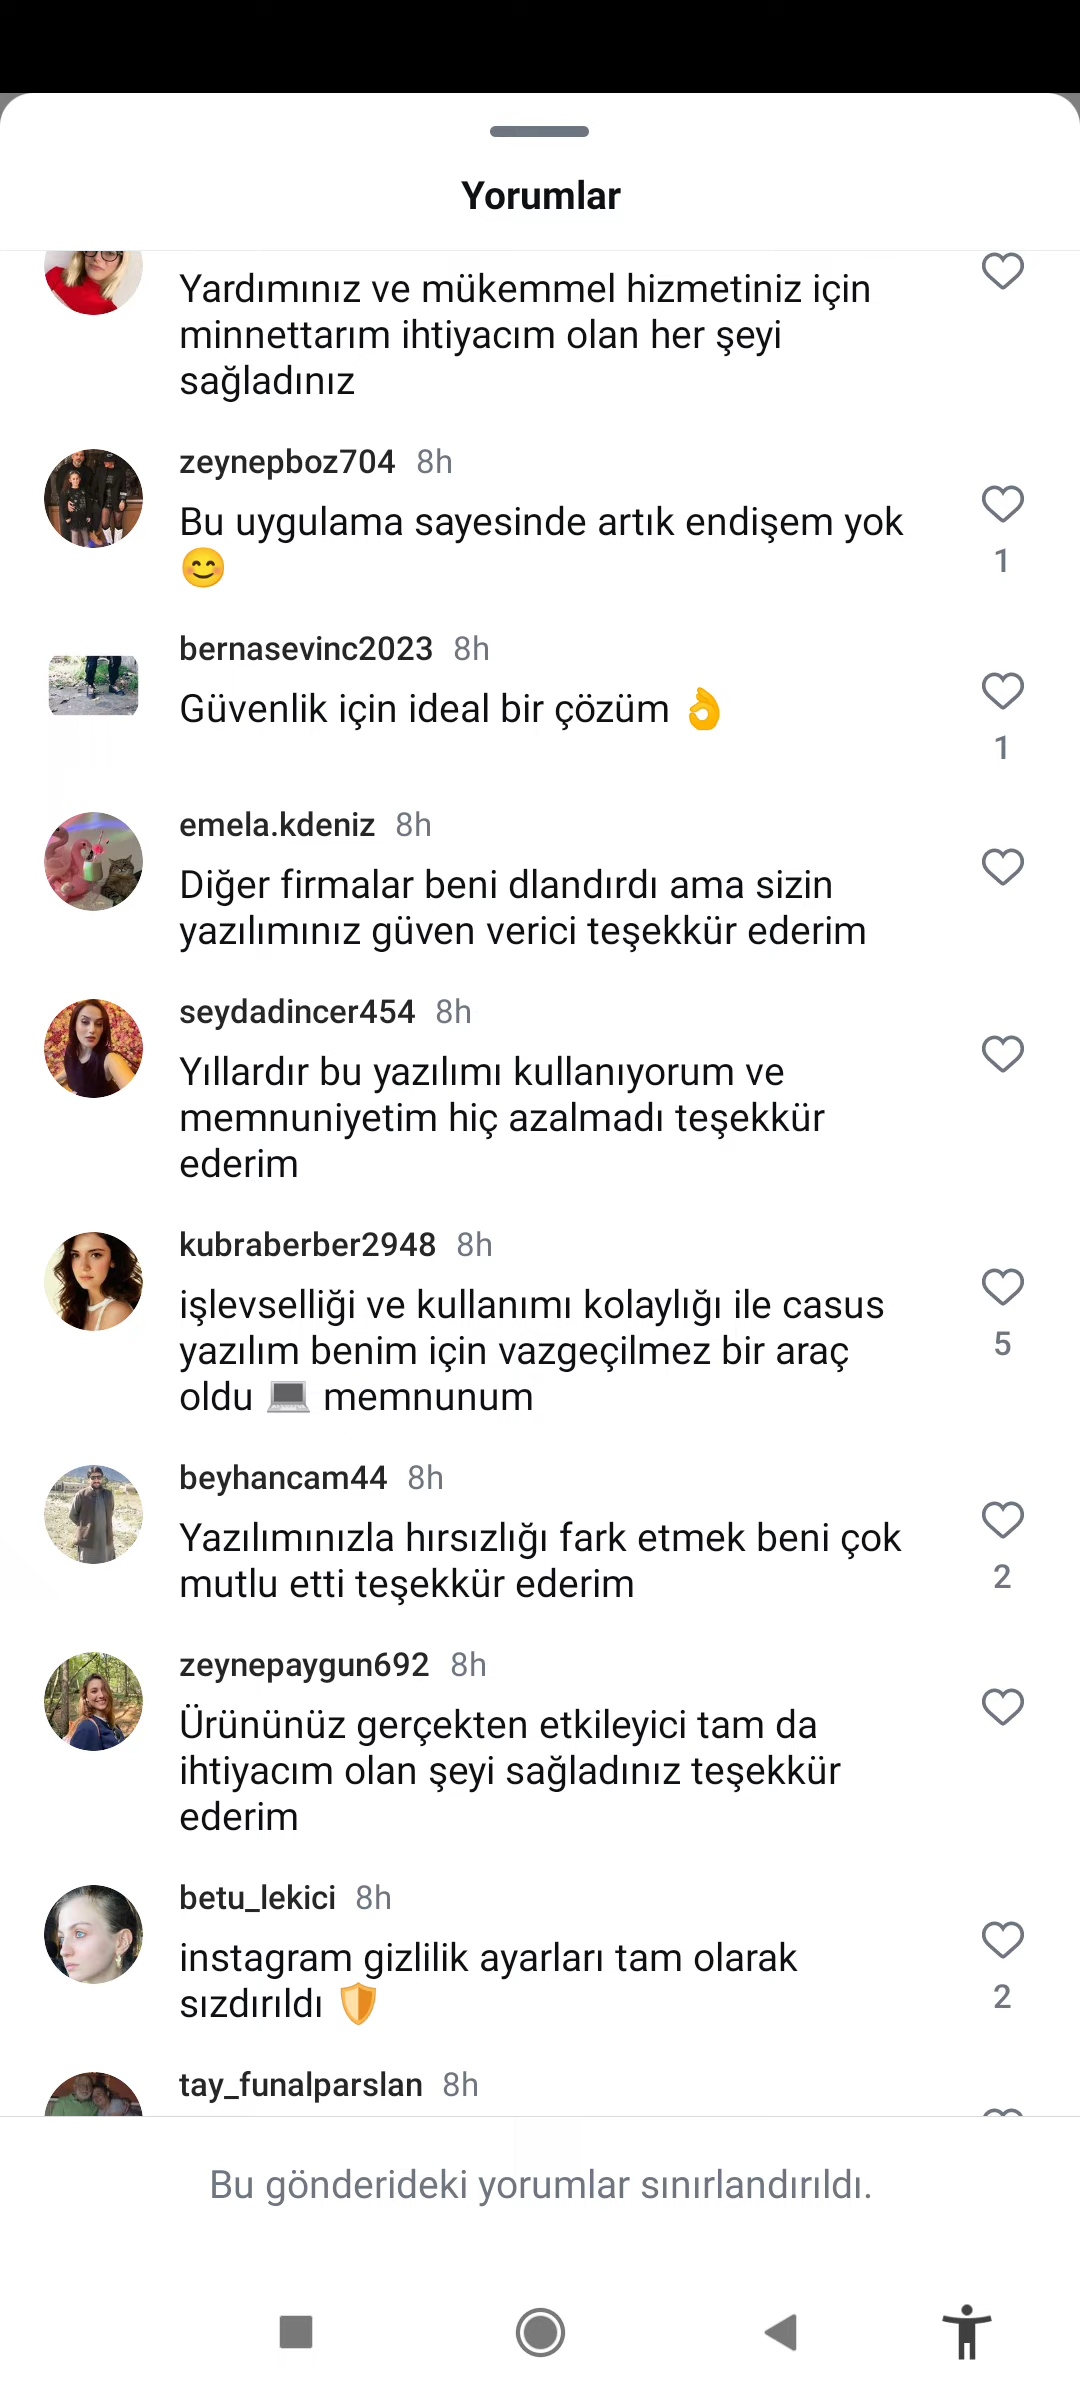 Yorumlar
Yardımınız ve mükemmel hizmetiniz için
minnettarım ihtiyacım olan her şeyi
sağladınız
zeynepboz704 8h
Bu uygulama sayesinde artık endişem yok
😊
1
bernasevinc2023 8h
Güvenlik için ideal bir çözüm 👌
1
emela.kdeniz 8h
Diğer firmalar beni dlandırdı ama sizin
yazılımınız güven verici teşekkür ederim
seydadincer454 8h
Yıllardır bu yazılımı kullanıyorum ve
memnuniyetim hiç azalmadı teşekkür
ederim
kubraberber2948 8h
işlevselliği ve kullanımı kolaylığı ile casus
yazılım benim için vazgeçilmez bir araç
oldu 💻 memnunum
5
beyhancam44 8h
Yazılımınızla hırsızlığı fark etmek beni çok
mutlu etti teşekkür ederim
2
zeynepaygun692 8h
Ürününüz gerçekten etkileyici tam da
ihtiyacım olan şeyi sağladınız teşekkür
ederim
betu_lekici 8h
instagram gizlilik ayarları tam olarak
sızdırıldı 🛡️
2
tay_funalparslan 8h
Bu gönderideki yorumlar sınırlandırıldı.